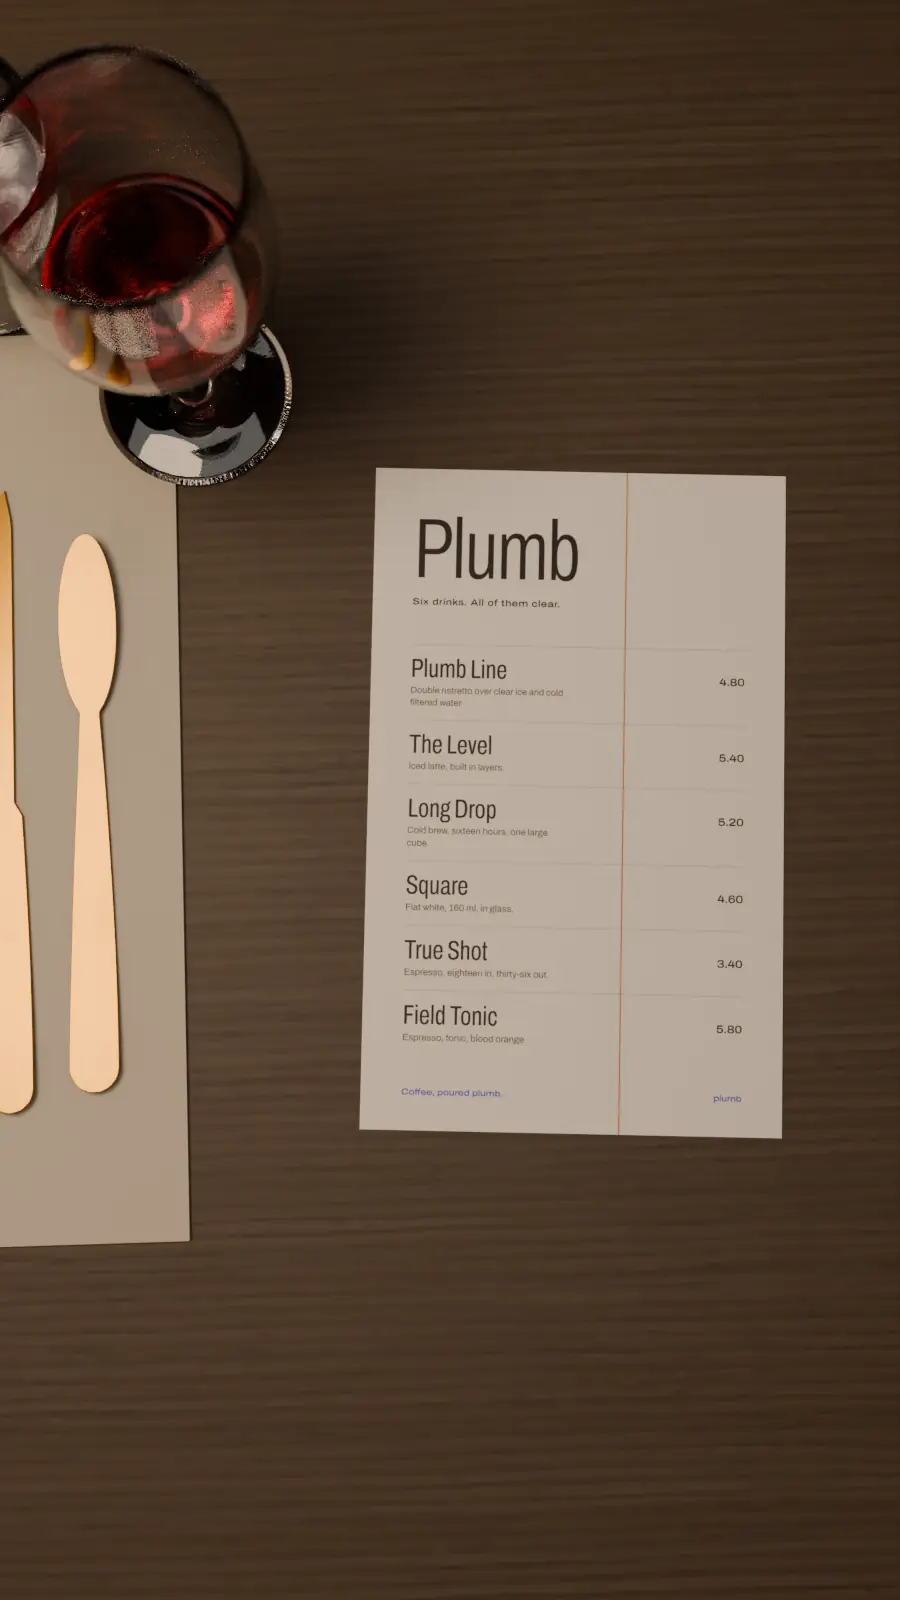 Plumb
Six drinks. All of them clear.
Plumb Line
4.80
Double ristretto over clear ice and cold
filtered water
The Level
5.40
Iced latte, built in layers.
Long Drop
5.20
Cold brew, sixteen hours, one large
cube.
Square
4.60
Flat white, 160 ml, in glass.
True Shot
3.40
Espresso, eighteen in, thirty-six out.
Field Tonic
5.80
Espresso, tonic, blood orange
Coffee, poured plumb.
plumb